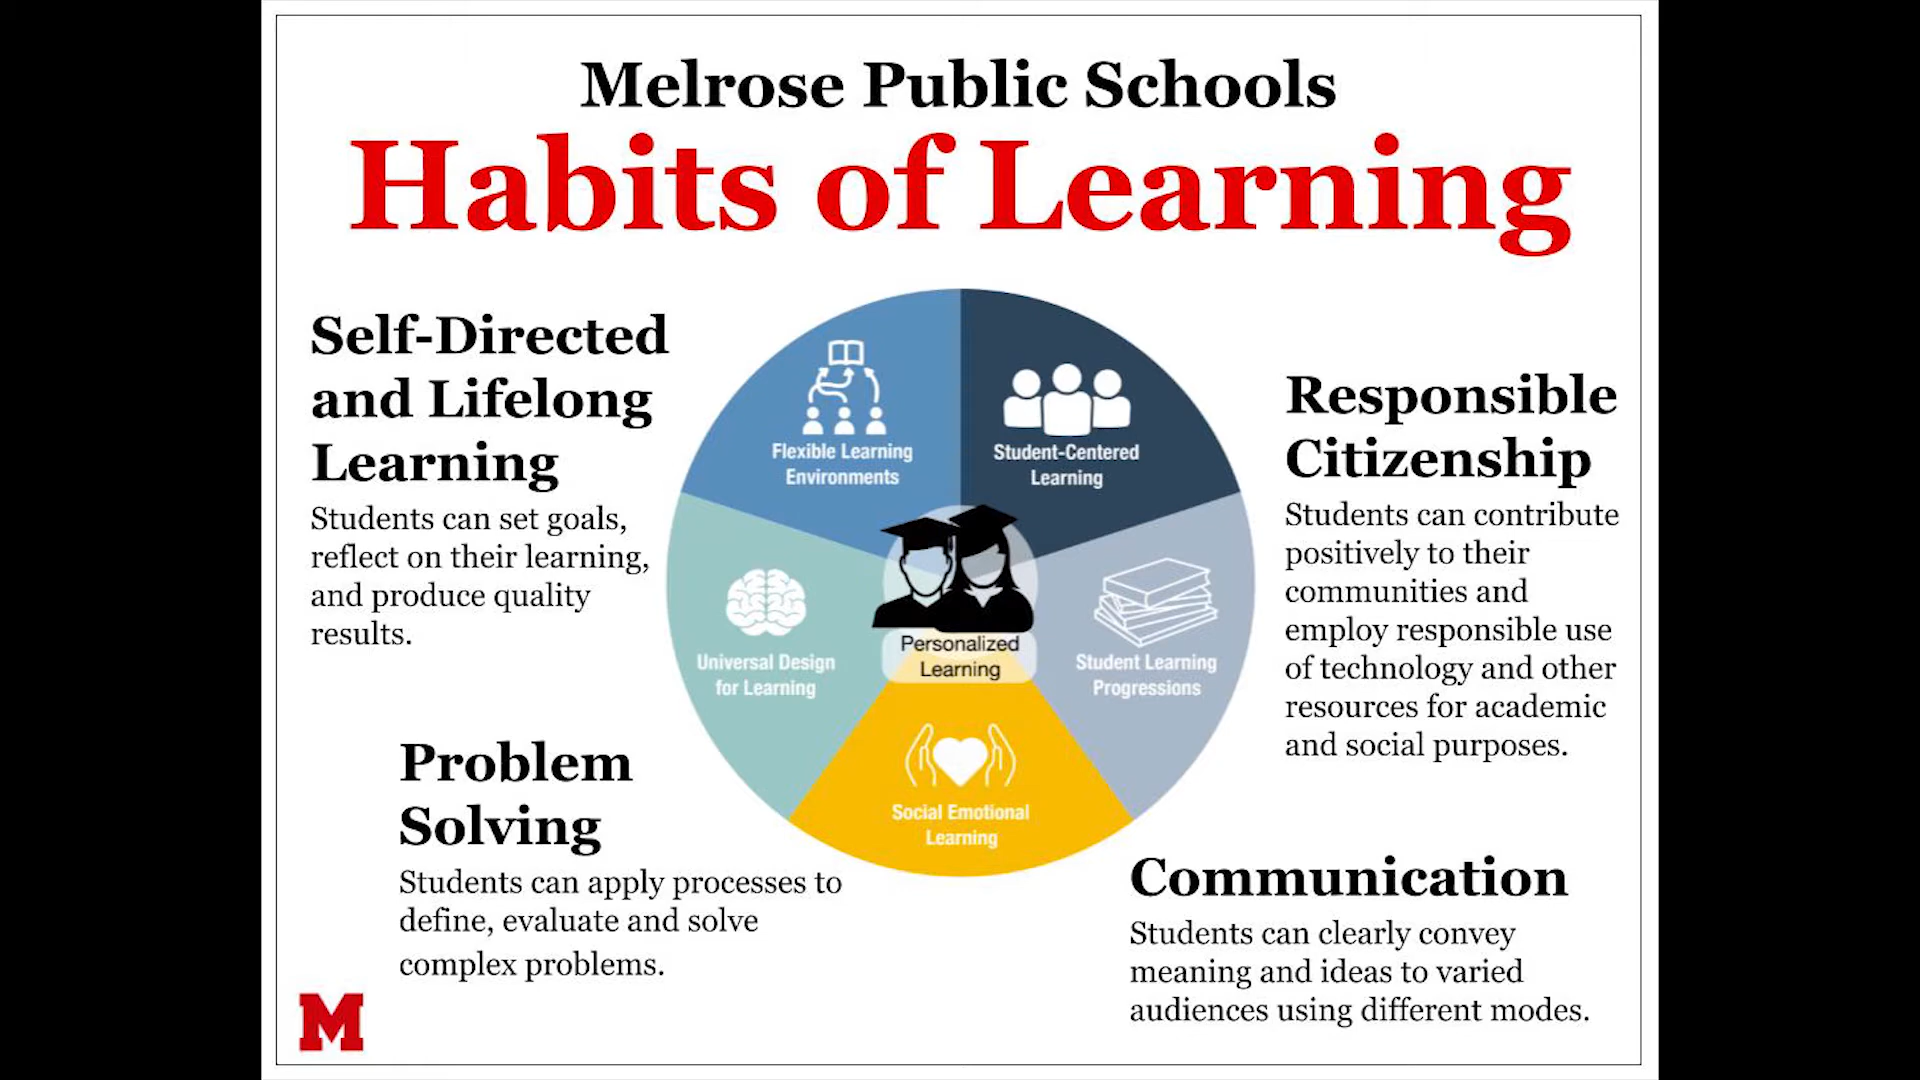 Melrose Public Schools
Habits of Learning
Self-Directed
and Lifelong
Learning
Students can set goals,
reflect on their learning,
and produce quality
results.
Problem
Solving
Students can apply processes to
define, evaluate and solve
complex problems.
Flexible Learning
Environments
Student-Centered
Learning
Universal Design
for Learning
Personalized
Learning
Student Learning
Progressions
Social Emotional
Learning
Responsible
Citizenship
Students can contribute
positively to their
communities and
employ responsible use
of technology and other
resources for academic
and social purposes.
Communication
Students can clearly convey
meaning and ideas to varied
audiences using different modes.
M